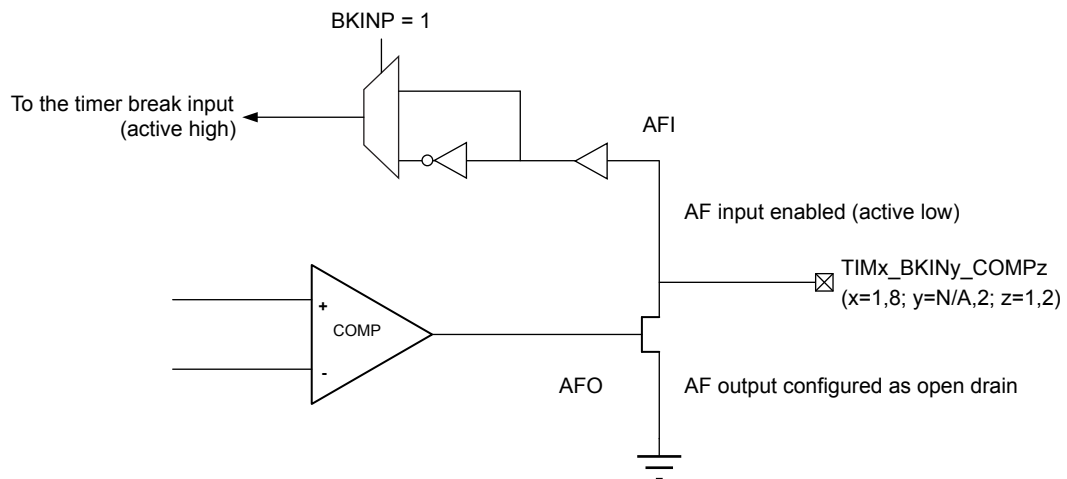 BKINP = 1
To the timer break input
(active high)
AFI
AF input enabled (active low)
TIMx_BKINy_COMPz
(x=1,8; y=N/A,2; z=1,2)
+
COMP
-
AFO
AF output configured as open drain